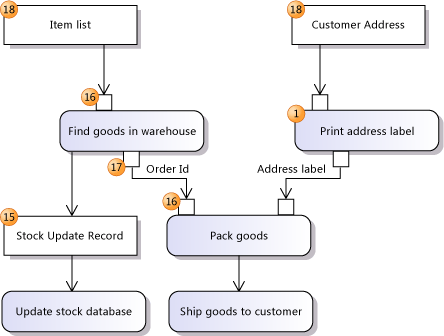 18
Item list
18
Customer Address
16
Find goods in warehouse
1
Print address label
17
Order Id
Address label
16
Pack goods
15
Stock Update Record
Update stock database
Ship goods to customer